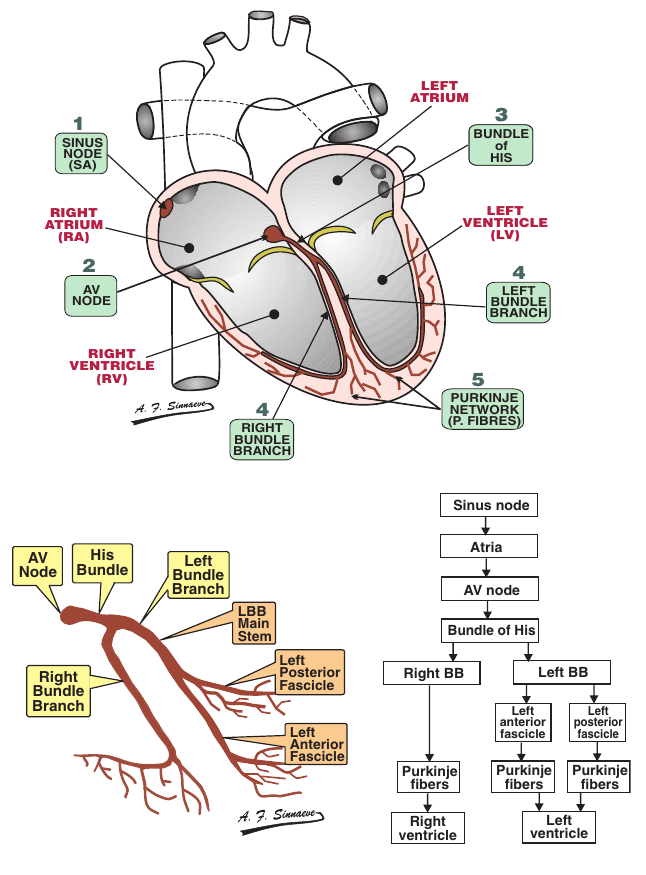 LEFT
ATRIUM
1
SINUS
NODE
(SA)
3
BUNDLE
of
HIS
RIGHT
ATRIUM
(RA)
LEFT
VENTRICLE
(LV)
2
AV
NODE
4
LEFT
BUNDLE
BRANCH
RIGHT
VENTRICLE
(RV)
5
PURKINJE
NETWORK
(P. FIBRES)
A. F. Sinnaeve
4
RIGHT
BUNDLE
BRANCH
AV
Node
His
Bundle
Left
Bundle
Branch
LBB
Main
Stem
Left
Posterior
Fascicle
Right
Bundle
Branch
Left
Anterior
Fascicle
A. F. Sinnaeve
Sinus node
Atria
AV node
Bundle of His
Right BB
Left BB
Left
anterior
fascicle
Left
posterior
fascicle
Purkinje
fibers
Purkinje
fibers
Purkinje
fibers
Right
ventricle
Left
ventricle